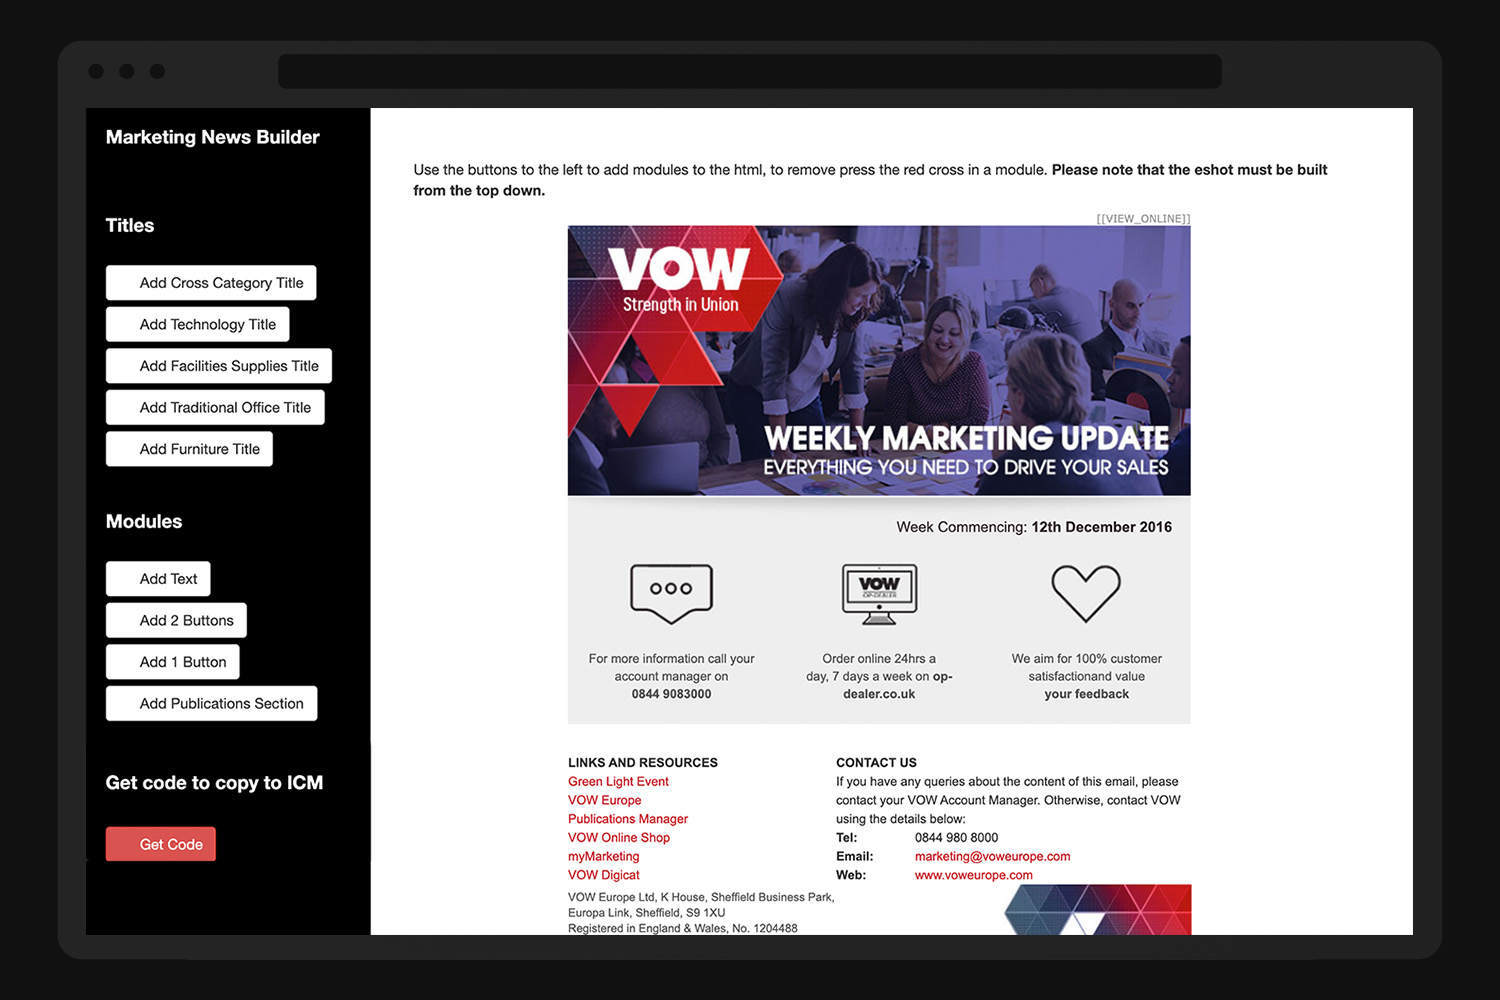 Marketing News Builder
Titles
Add Cross Category Title
Add Technology Title
Add Facilities Supplies Title
Add Traditional Office Title
Add Furniture Title
Modules
Add Text
Add 2 Buttons
Add 1 Button
Add Publications Section
Get code to copy to ICM
Get Code
Use the buttons to the left to add modules to the html, to remove press the red cross in a module. Please note that the eshot must be built
from the top down.
[[VIEW_ONLINE]]
VOW
Strength in Union
WEEKLY MARKETING UPDATE
EVERYTHING YOU NEED TO DRIVE YOUR SALES
Week Commencing: 12th December 2016
For more information call your
account manager on
0844 9083000
VOW
OP-DEALER
Order online 24hrs a
day, 7 days a week on op-
dealer.co.uk
We aim for 100% customer
satisfactionand value
your feedback
LINKS AND RESOURCES
Green Light Event
VOW Europe
Publications Manager
VOW Online Shop
myMarketing
VOW Digicat
VOW Europe Ltd, K House, Sheffield Business Park,
Europa Link, Sheffield, S9 1XU
Registered in England & Wales, No. 1204488
CONTACT US
If you have any queries about the content of this email, please
contact your VOW Account Manager. Otherwise, contact VOW
using the details below:
Tel: 0844 980 8000
Email: marketing@voweurope.com
Web: www.voweurope.com